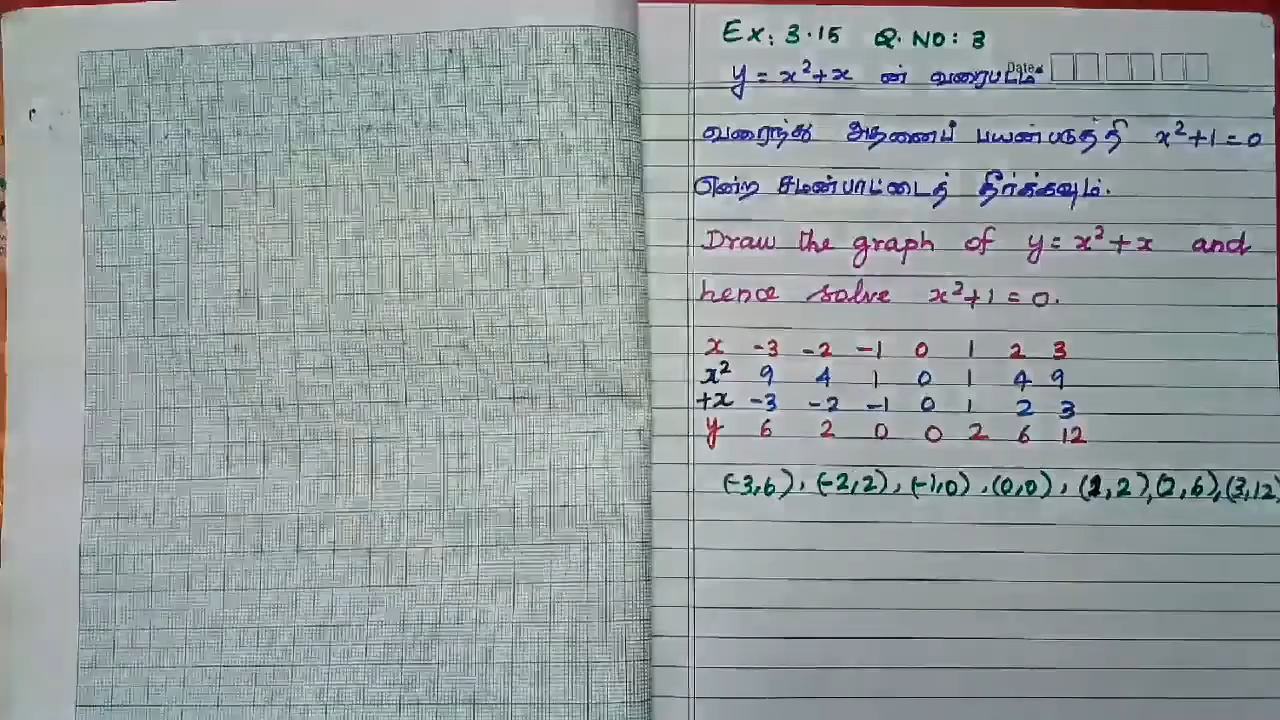 Ex: 3.15 Q. NO: 3
Date
y = x²+x ன் வரைபடம்
வரைந்து அதனைப் பயன்படுத்தி x²+1=0
என்ற சமன்பாட்டைத் தீர்க்கவும்.
Draw the graph of y=x²+x and
hence solve x²+1=0.
x -3 -2 -1 0 1 2 3
x² 9 4 1 0 1 4 9
+x -3 -2 -1 0 1 2 3
y 6 2 0 0 2 6 12
(-3,6), (-2,2), (-1,0), (0,0), (1,2), (2,6), (3,12)